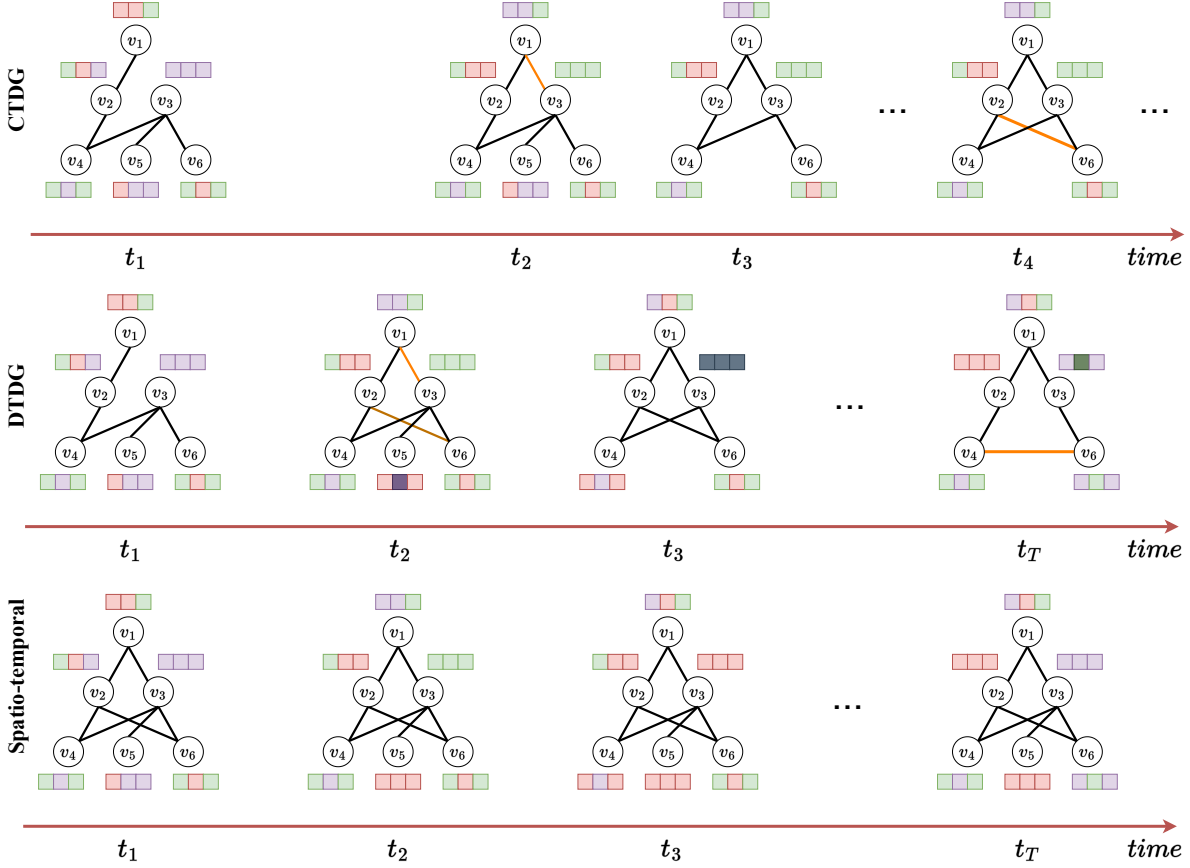 CTDG
v1 v1 v1 v1
v2 v3 v2 v3 v2 v3 ... v2 v3 ...
v4 v5 v6 v4 v5 v6 v4 v6 v4 v6
t1 t2 t3 t4 time
DTDG
v1 v1 v1 v1
v2 v3 v2 v3 v2 v3 ... v2 v3
v4 v5 v6 v4 v5 v6 v4 v6 v4 v6
t1 t2 t3 tT time
Spatio-temporal
v1 v1 v1 v1
v2 v3 v2 v3 v2 v3 ... v2 v3
v4 v5 v6 v4 v5 v6 v4 v5 v6 v4 v5 v6
t1 t2 t3 tT time